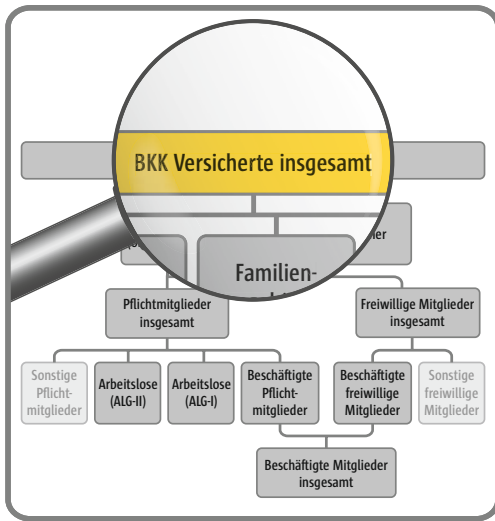 BKK Versicherte insgesamt
Familien-
Pflichtmitglieder
insgesamt
Freiwillige Mitglieder
insgesamt
Sonstige
Pflicht-
mitglieder
Arbeitslose
(ALG-II)
Arbeitslose
(ALG-I)
Beschäftigte
Pflicht-
mitglieder
Beschäftigte
freiwillige
Mitglieder
Sonstige
freiwillige
Mitglieder
Beschäftigte Mitglieder
insgesamt